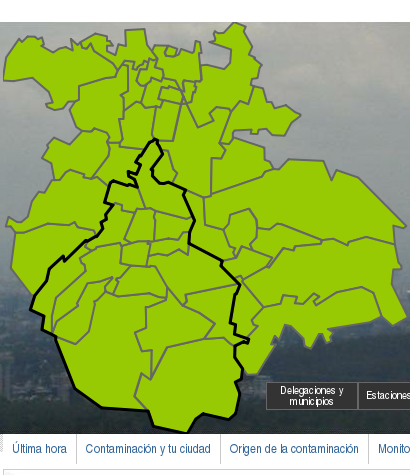 Delegaciones y
municipios
Estaciones
Última hora
Contaminación y tu ciudad
Origen de la contaminación
Monito